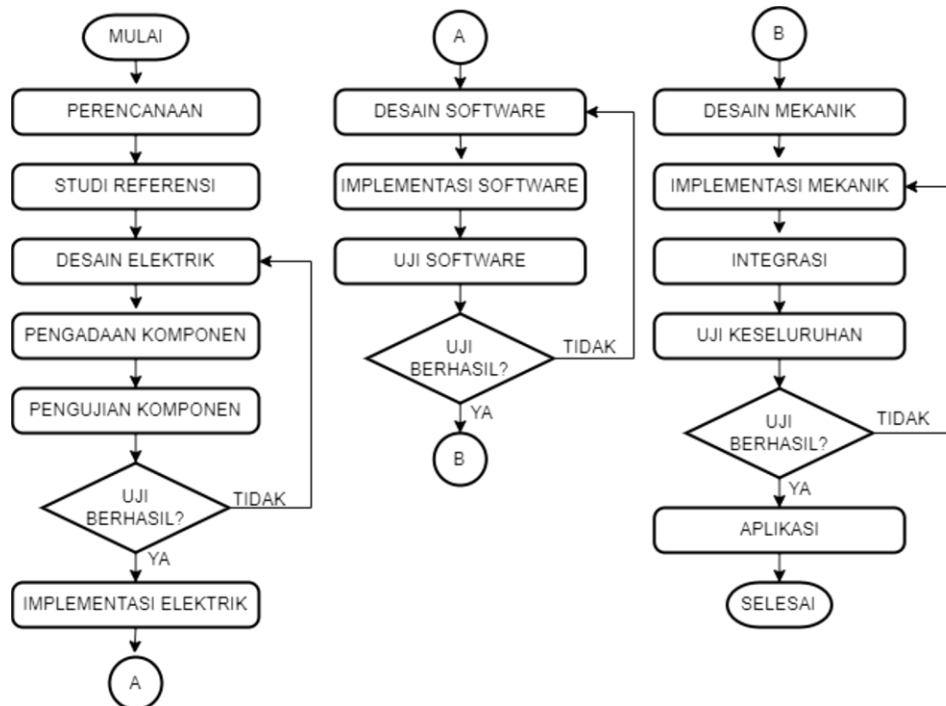 MULAI
PERENCANAAN
STUDI REFERENSI
DESAIN ELEKTRIK
PENGADAAN KOMPONEN
PENGUJIAN KOMPONEN
UJI
BERHASIL?
TIDAK
YA
IMPLEMENTASI ELEKTRIK
A
A
DESAIN SOFTWARE
IMPLEMENTASI SOFTWARE
UJI SOFTWARE
UJI
BERHASIL?
TIDAK
YA
B
B
DESAIN MEKANIK
IMPLEMENTASI MEKANIK
INTEGRASI
UJI KESELURUHAN
UJI
BERHASIL?
TIDAK
YA
APLIKASI
SELESAI